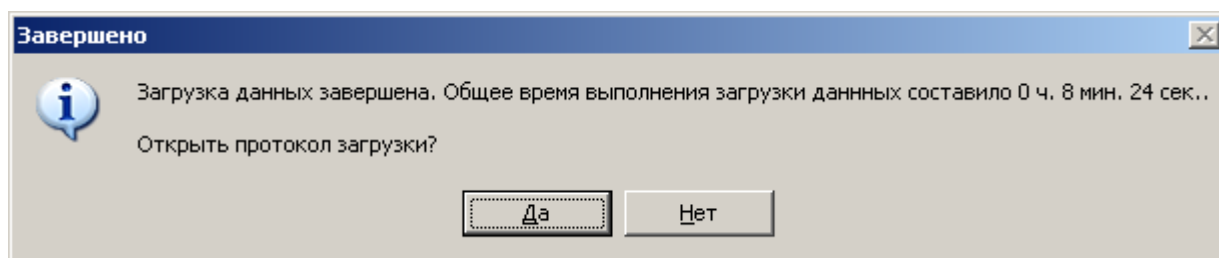 Завершено
Загрузка данных завершена. Общее время выполнения загрузки даннных составило 0 ч. 8 мин. 24 сек..
Открыть протокол загрузки?
Да
Нет